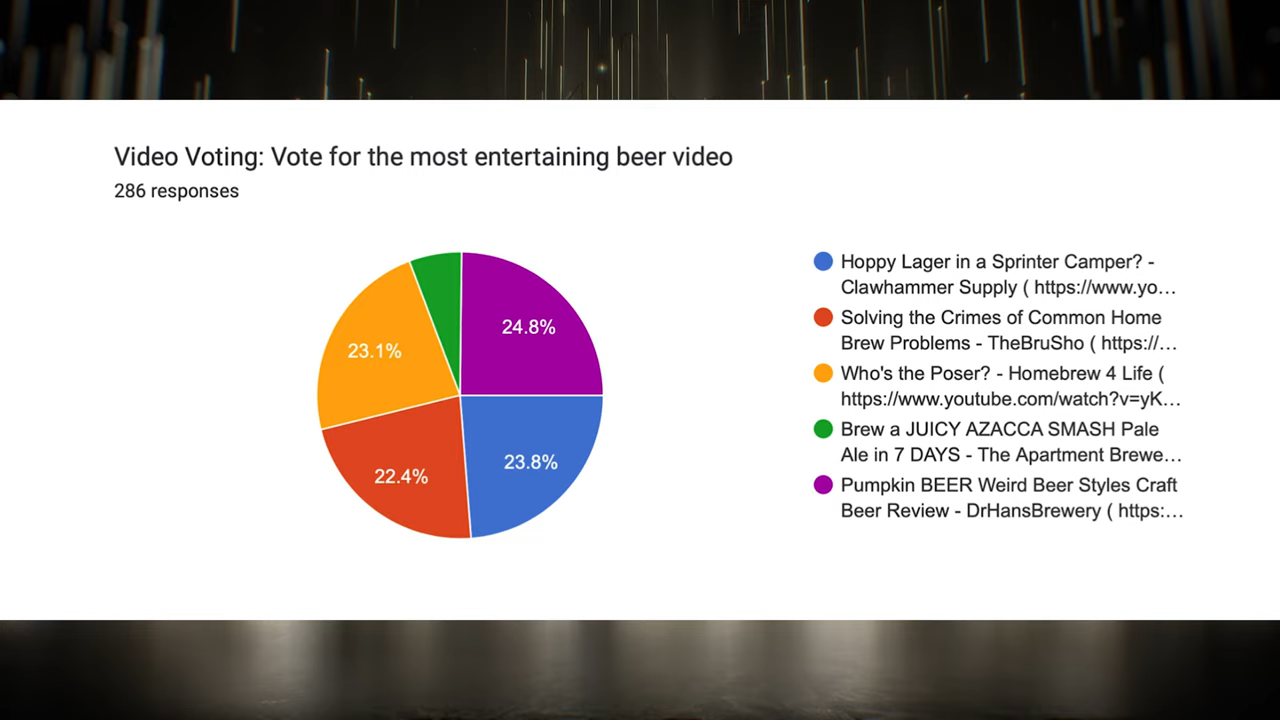 Video Voting: Vote for the most entertaining beer video
286 responses
24.8%
23.1%
23.8%
22.4%
Hoppy Lager in a Sprinter Camper? -
Clawhammer Supply ( https://www.yo…
Solving the Crimes of Common Home
Brew Problems - TheBruSho ( https://…
Who's the Poser? - Homebrew 4 Life (
https://www.youtube.com/watch?v=yK…
Brew a JUICY AZACCA SMASH Pale
Ale in 7 DAYS - The Apartment Brewe…
Pumpkin BEER Weird Beer Styles Craft
Beer Review - DrHansBrewery ( https:…